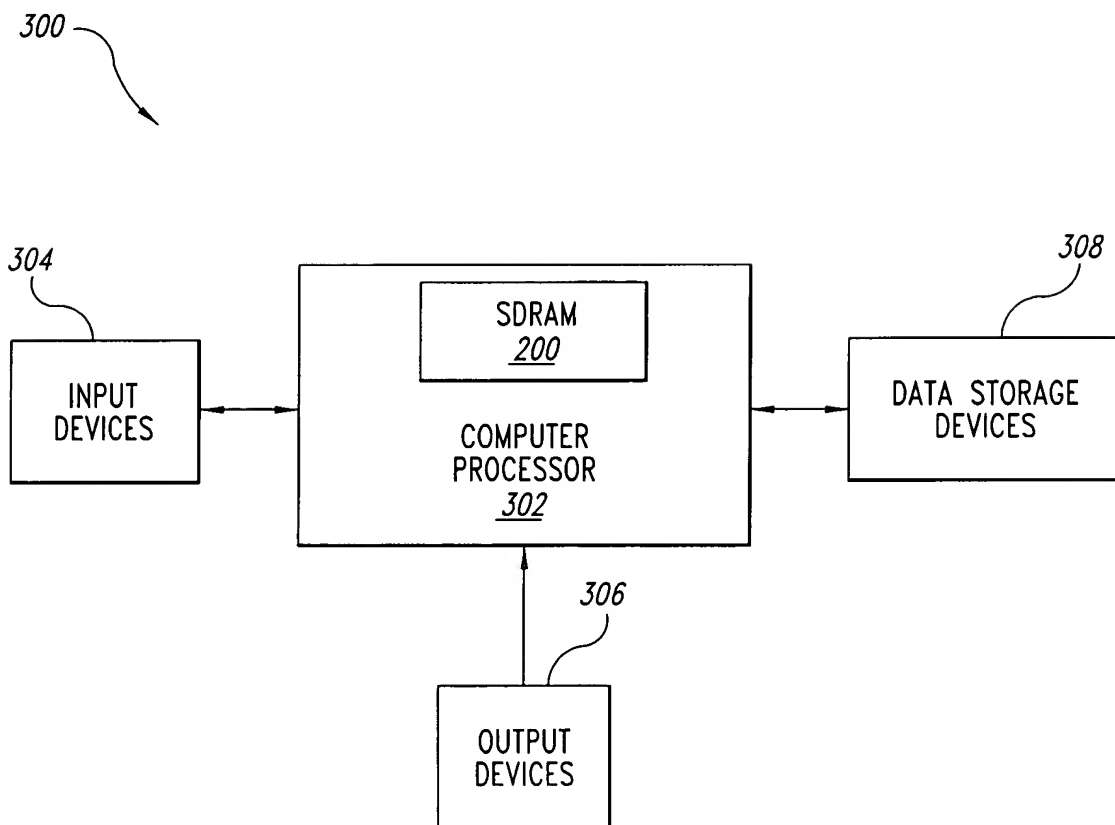 300
304
308
SDRAM
200
INPUT
DEVICES
DATA STORAGE
DEVICES
COMPUTER
PROCESSOR
302
306
OUTPUT
DEVICES